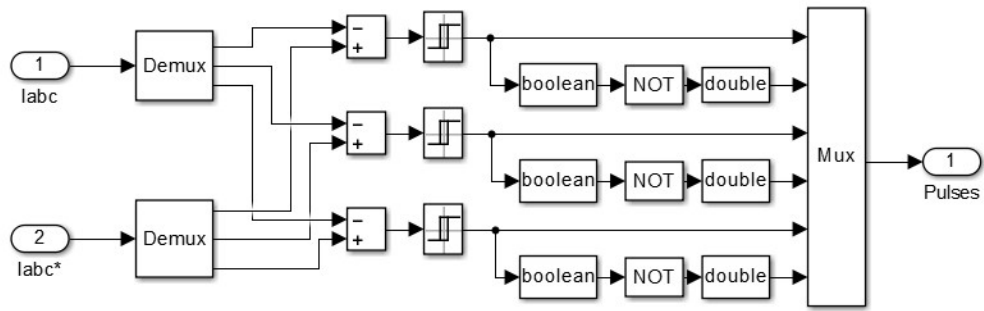 1
Iabc
Demux
−
+
boolean
NOT
double
−
+
boolean
NOT
double
Mux
1
Pulses
2
Iabc*
Demux
−
+
boolean
NOT
double